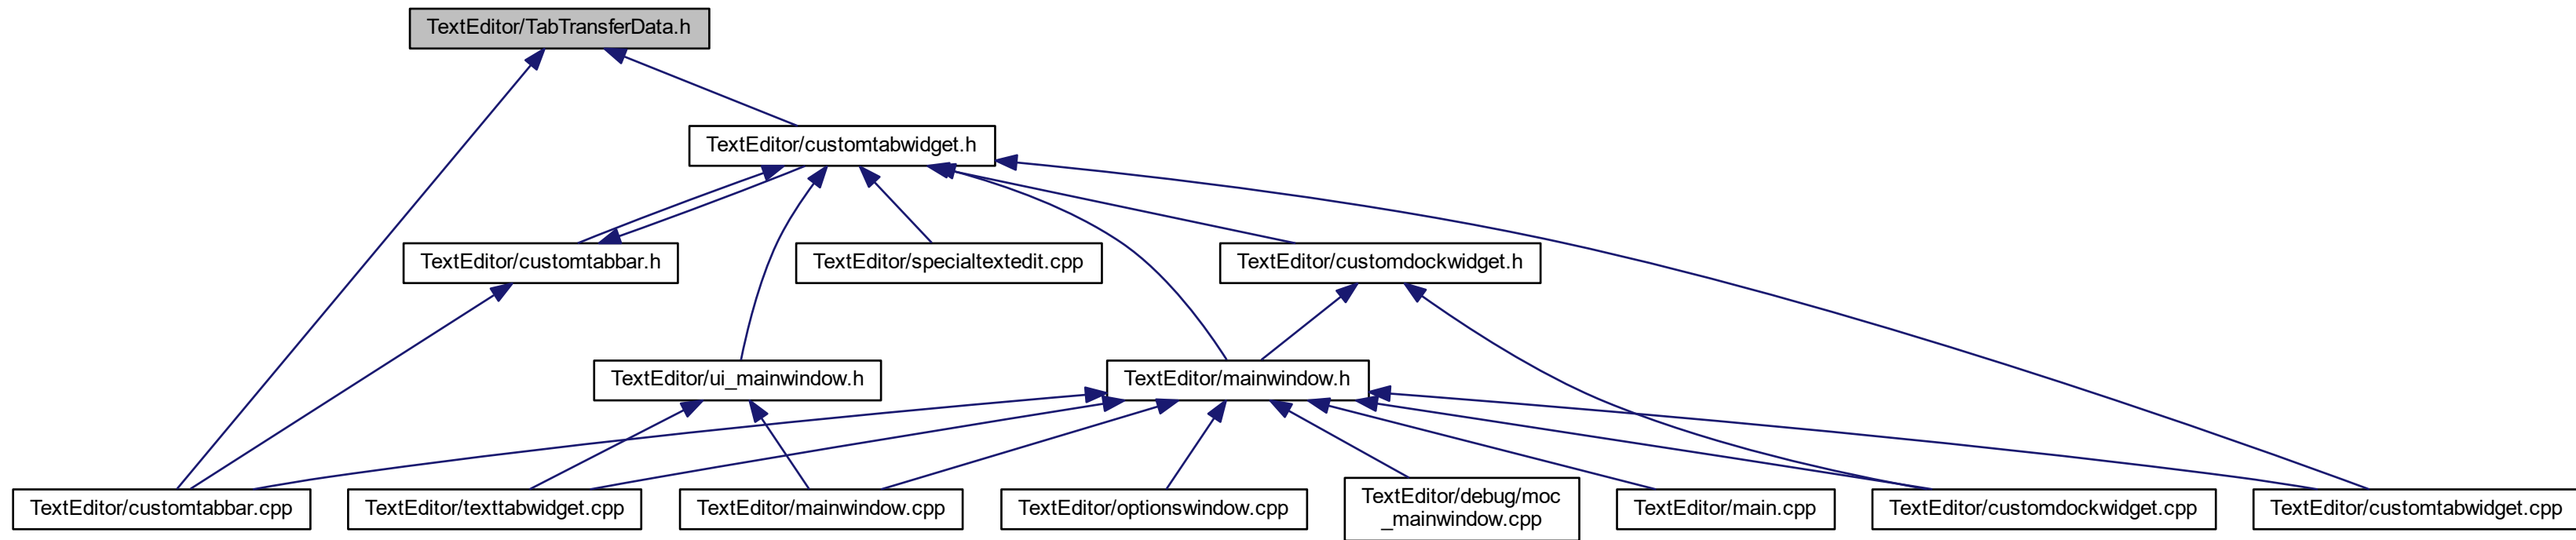 TextEditor/TabTransferData.h
TextEditor/customtabwidget.h
TextEditor/customtabbar.h
TextEditor/specialtextedit.cpp
TextEditor/customdockwidget.h
TextEditor/ui_mainwindow.h
TextEditor/mainwindow.h
TextEditor/customtabbar.cpp
TextEditor/texttabwidget.cpp
TextEditor/mainwindow.cpp
TextEditor/optionswindow.cpp
TextEditor/debug/moc
_mainwindow.cpp
TextEditor/main.cpp
TextEditor/customdockwidget.cpp
TextEditor/customtabwidget.cpp